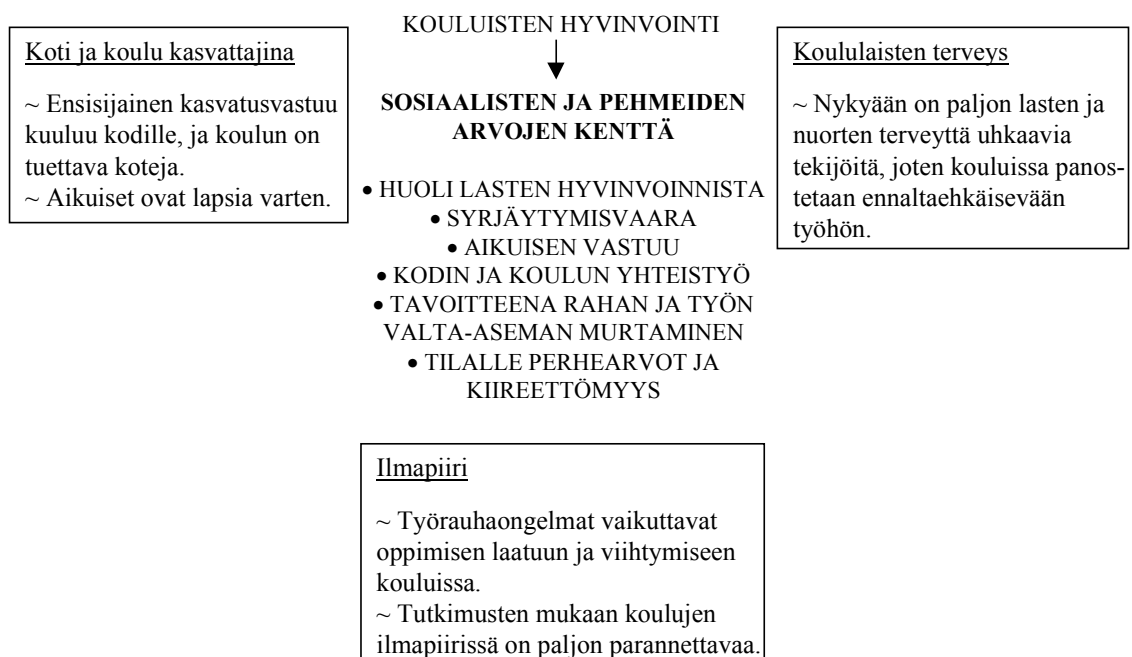 KOULUISTEN HYVINVOINTI
Koti ja koulu kasvattajina
~ Ensisijainen kasvatusvastuu
kuuluu kodille, ja koulun on
tuettava koteja.
~ Aikuiset ovat lapsia varten.
SOSIAALISTEN JA PEHMEIDEN
ARVOJEN KENTTÄ
• HUOLI LASTEN HYVINVOINNISTA
• SYRJÄYTYMISVAARA
• AIKUISEN VASTUU
• KODIN JA KOULUN YHTEISTYÖ
• TAVOITTEENA RAHAN JA TYÖN
VALTA-ASEMAN MURTAMINEN
• TILALLE PERHEARVOT JA
KIIREETTÖMYYS
Koululaisten terveys
~ Nykyään on paljon lasten ja
nuorten terveyttä uhkaavia
tekijöitä, joten kouluissa panos-
tetaan ennaltaehkäisevään
työhön.
Ilmapiiri
~ Työrauhaongelmat vaikuttavat
oppimisen laatuun ja viihtymiseen
kouluissa.
~ Tutkimusten mukaan koulujen
ilmapiirissä on paljon parannettavaa.